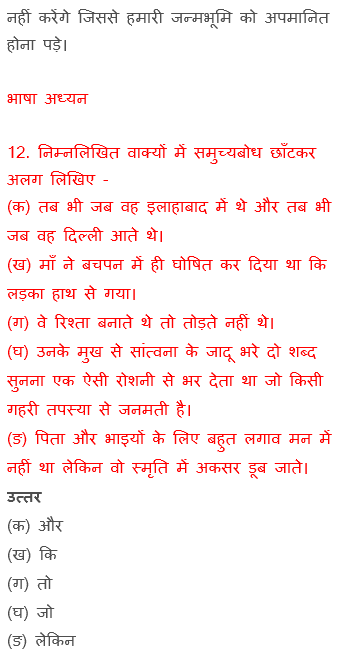 नहीं करेंगे जिससे हमारी जन्मभूमि को अपमानित
होना पड़े।
भाषा अध्यन
12. निम्नलिखित वाक्यों में समुच्यबोध छाँटकर
अलग लिखिए -
(क) तब भी जब वह इलाहाबाद में थे और तब भी
जब वह दिल्ली आते थे।
(ख) माँ ने बचपन में ही घोषित कर दिया था कि
लड़का हाथ से गया।
(ग) वे रिश्ता बनाते थे तो तोड़ते नहीं थे।
(घ) उनके मुख से सांत्वना के जादू भरे दो शब्द
सुनना एक ऐसी रोशनी से भर देता था जो किसी
गहरी तपस्या से जनमती है।
(ङ) पिता और भाइयों के लिए बहुत लगाव मन में
नहीं था लेकिन वो स्मृति में अकसर डूब जाते।
उत्तर
(क) और
(ख) कि
(ग) तो
(घ) जो
(ङ) लेकिन